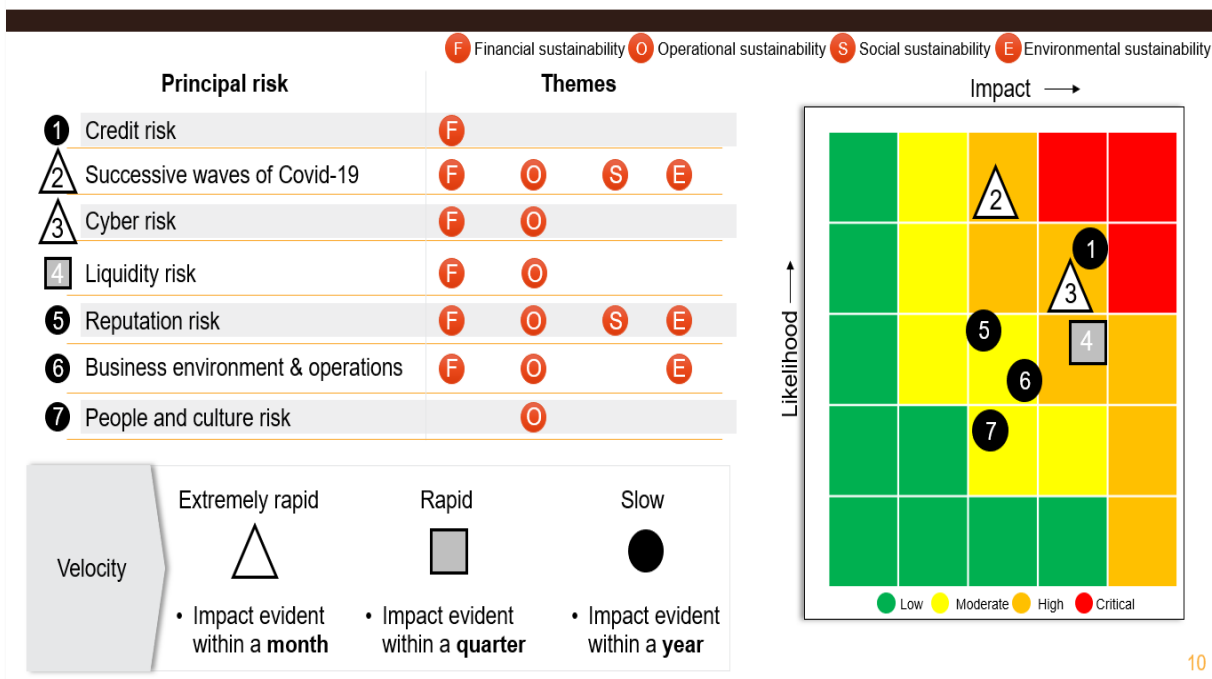 F Financial sustainability O Operational sustainability S Social sustainability E Environmental sustainability
Principal risk Themes
1 Credit risk F
2 Successive waves of Covid-19 F O S E
3 Cyber risk F O
4 Liquidity risk F O
5 Reputation risk F O S E
6 Business environment & operations F O E
7 People and culture risk O
Impact
Likelihood
2
1
3
4
5
6
7
Low Moderate High Critical
Velocity
Extremely rapid Rapid Slow
• Impact evident • Impact evident • Impact evident
within a month within a quarter within a year
10